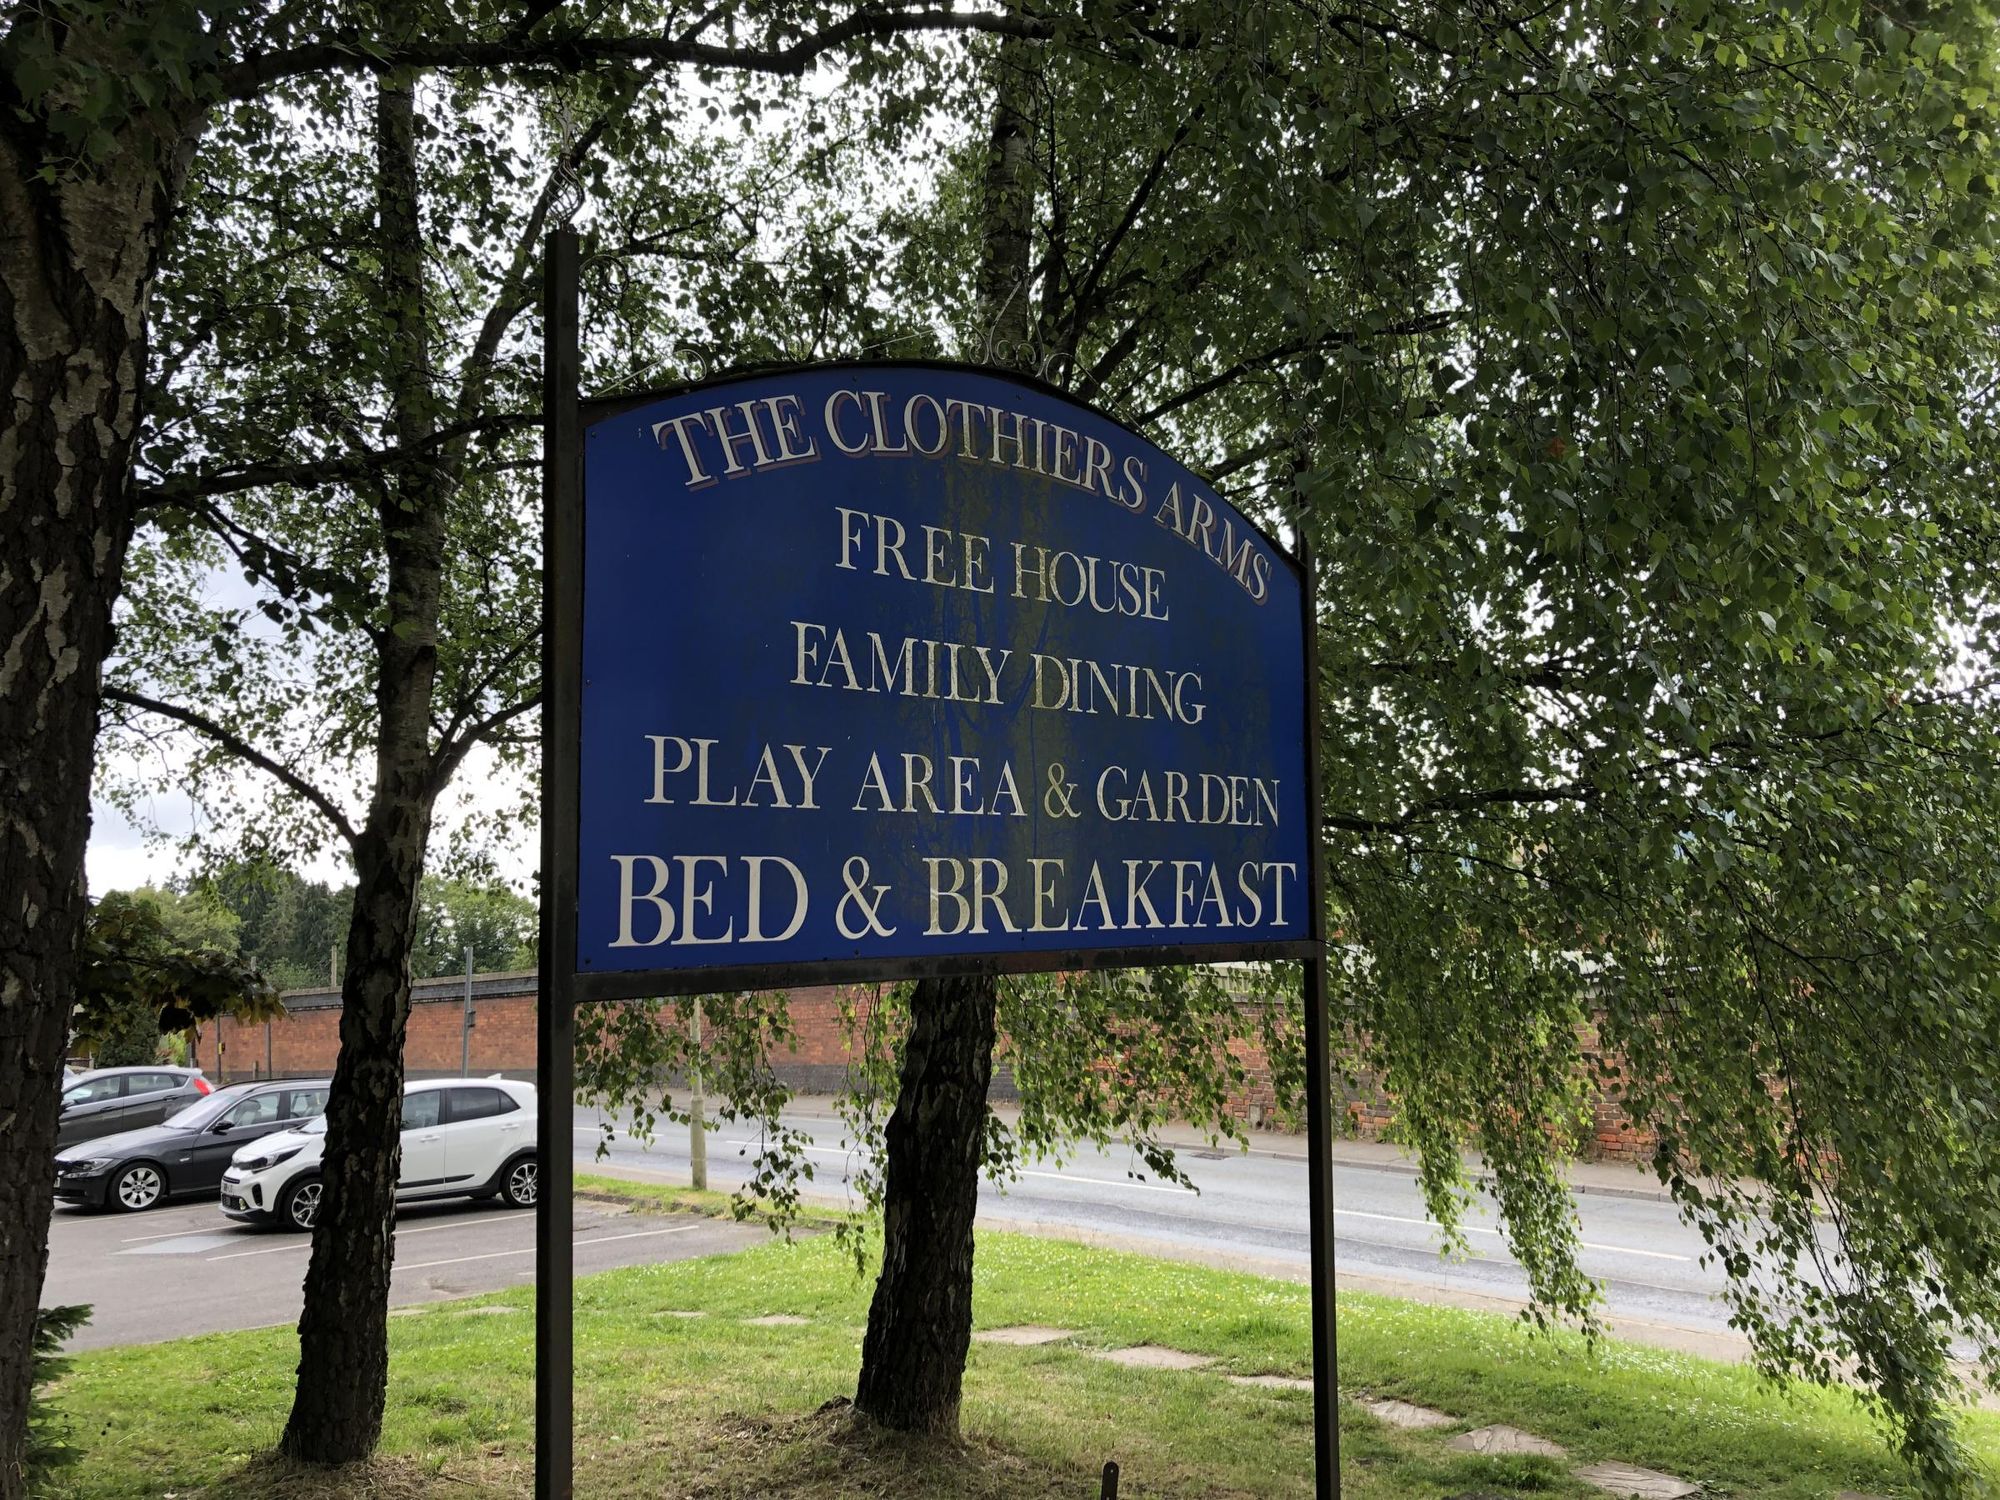 THE CLOTHIERS ARMS
FREE HOUSE
FAMILY DINING
PLAY AREA & GARDEN
BED & BREAKFAST